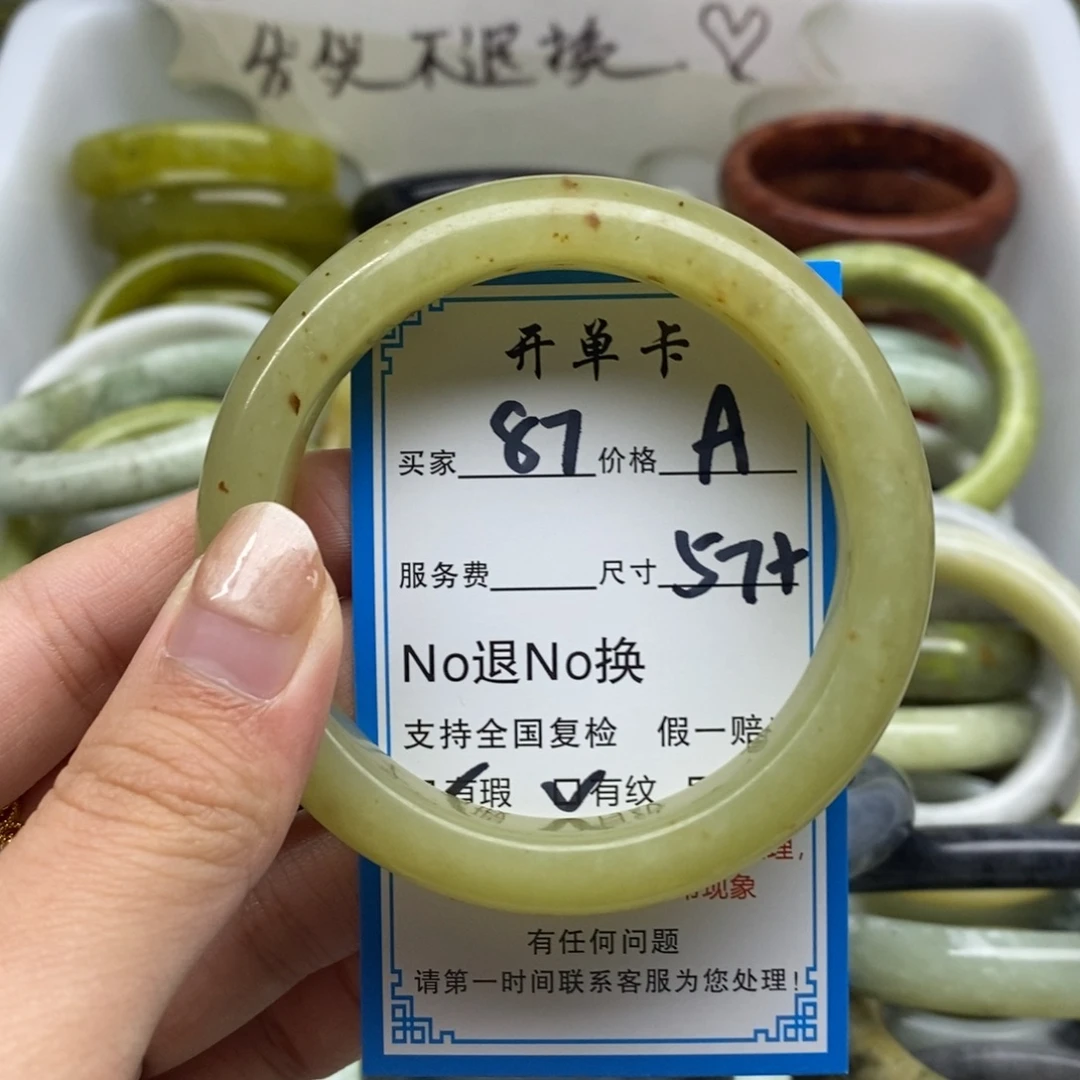 不退换
开单卡
买家 87 价格 A
服务费 尺寸 57+
No退No换
支持全国复检 假一赔
有瑕 有纹
现象
有任何问题
请第一时间联系客服为您处理!